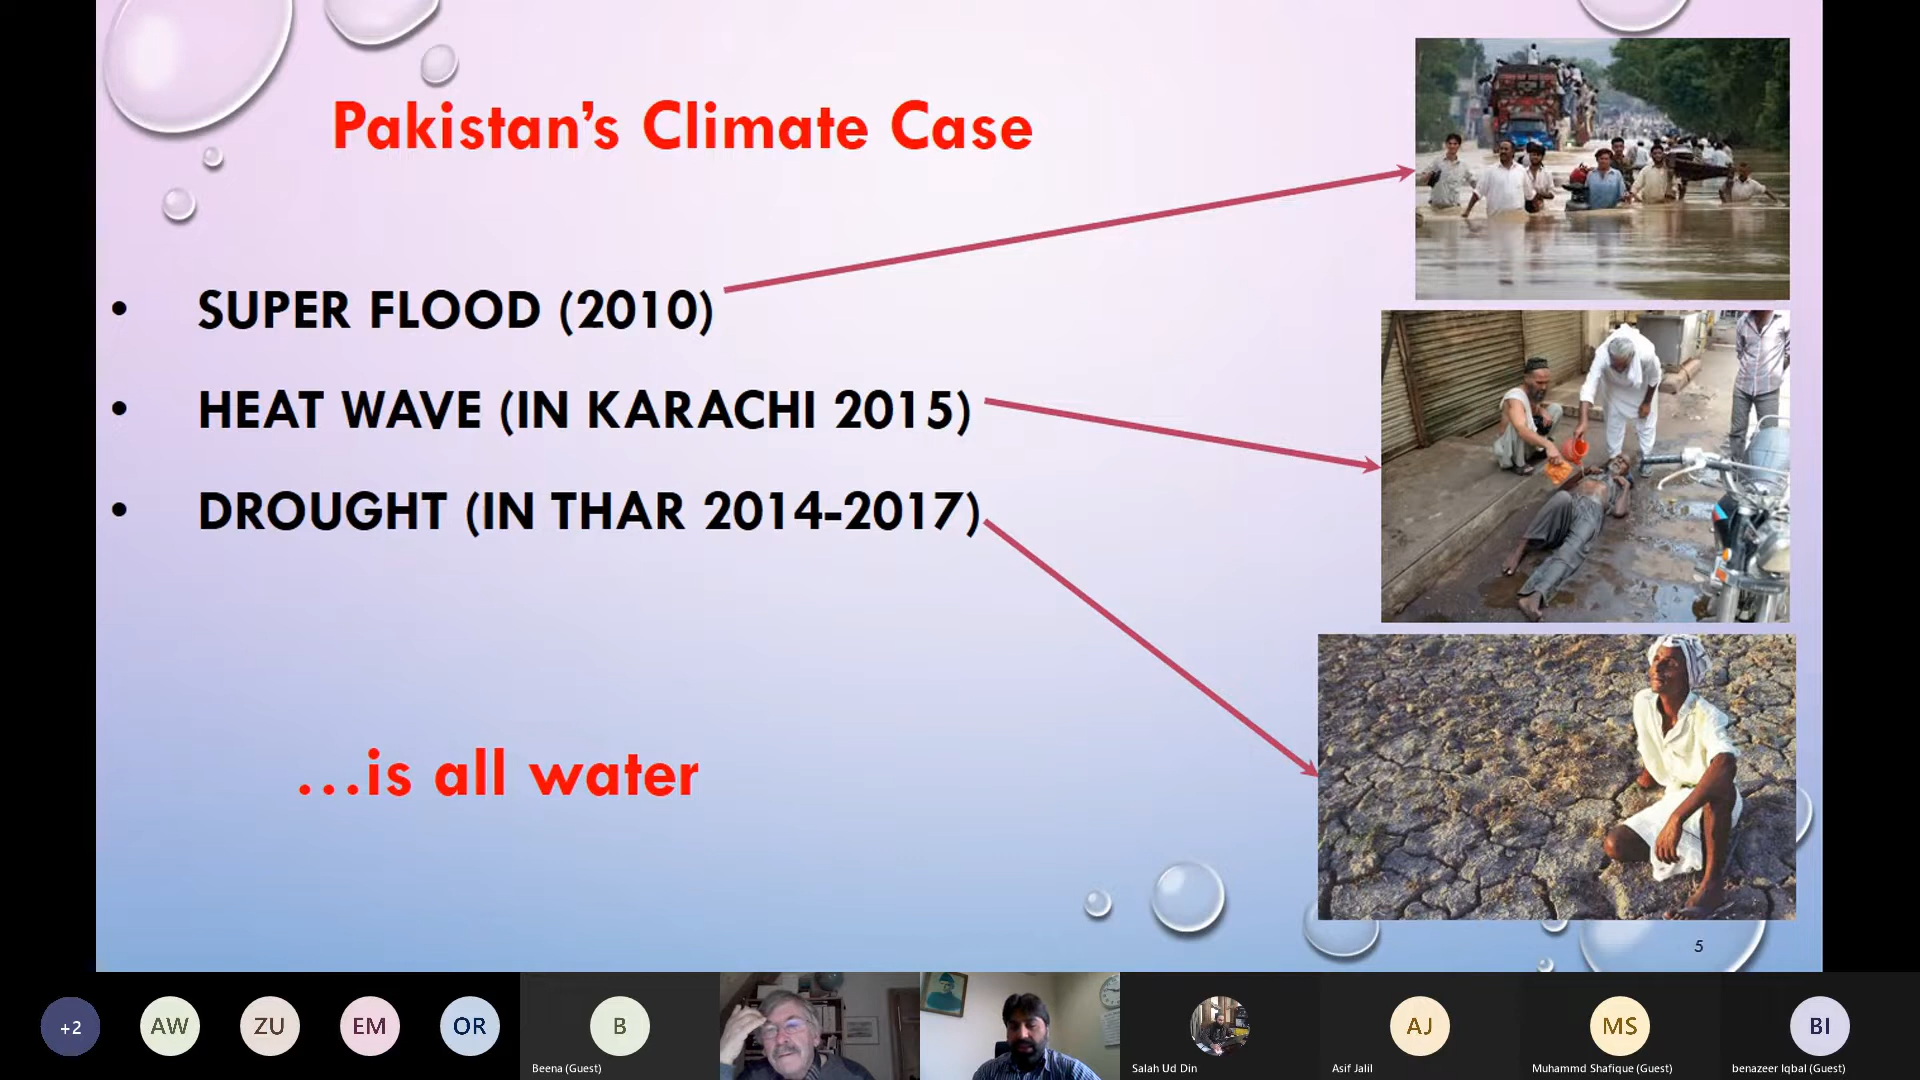 Pakistan’s Climate Case
• SUPER FLOOD (2010)
• HEAT WAVE (IN KARACHI 2015)
• DROUGHT (IN THAR 2014-2017)
...is all water
5
+2
AW
ZU
EM
OR
B
Beena (Guest)
Salah Ud Din
AJ
Asif Jalil
MS
Muhammd Shafique (Guest)
BI
benazeer Iqbal (Guest)